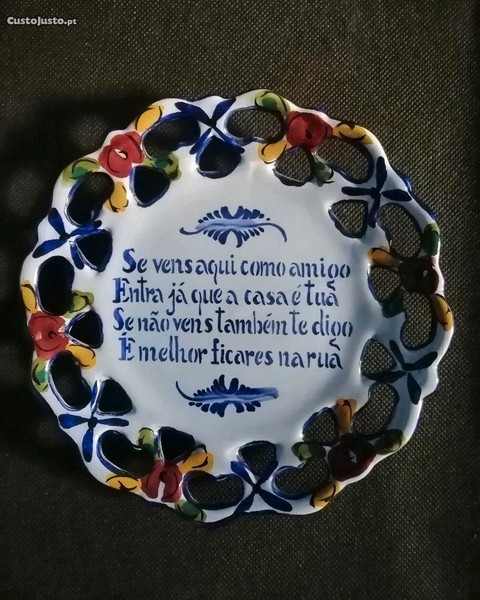 CustoJusto.pt
Se vens aqui como amigo
Entra já que a casa é tua
Se não vens também te digo
É melhor ficares na rua